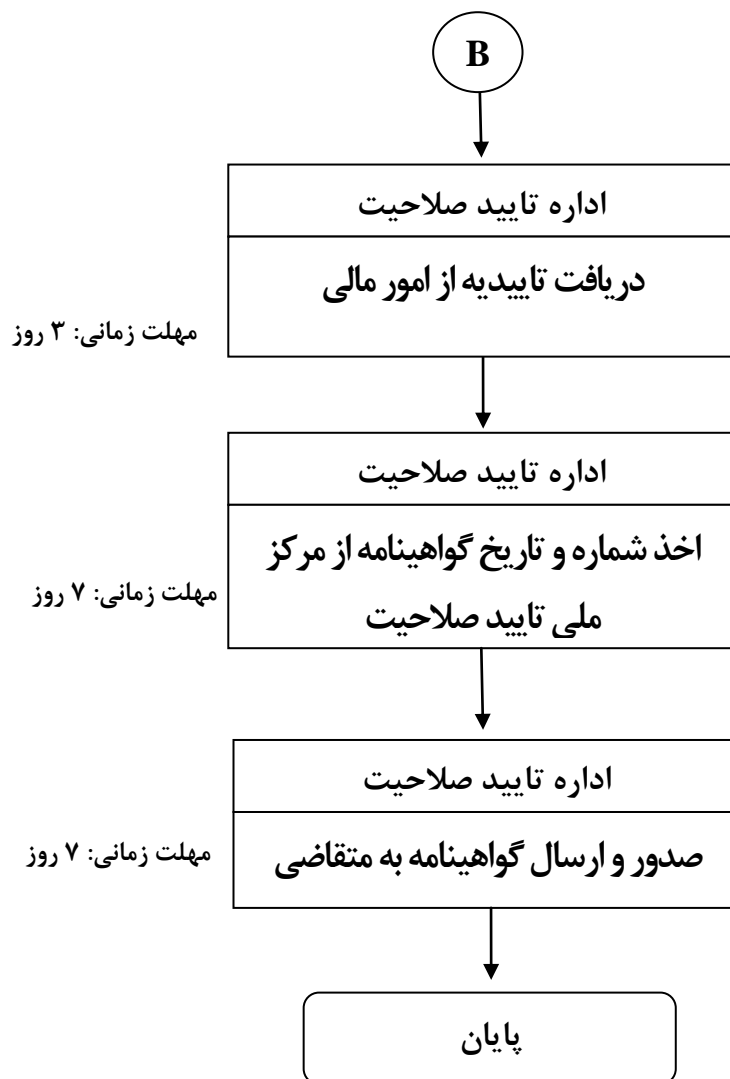 B
اداره تایید صلاحیت
دریافت تاییدیه از امور مالی
مهلت زمانی: ۳ روز
اداره تایید صلاحیت
اخذ شماره و تاریخ گواهینامه از مرکز
ملی تایید صلاحیت
مهلت زمانی: ۷ روز
اداره تایید صلاحیت
صدور و ارسال گواهینامه به متقاضی
مهلت زمانی: ۷ روز
پایان